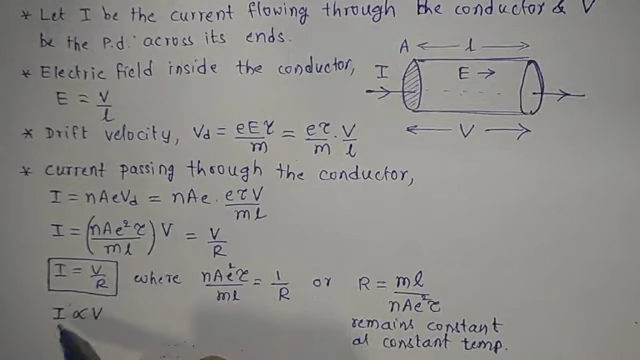 * Let I be the current flowing through the conductor & V
be the P.d. across its ends.
A ← l →
* Electric field inside the conductor,
I E →
E = V/l
← V →
* Drift velocity, Vd = eEτ/m = eτ/m · V/l
* Current passing through the conductor,
I = nAeVd = nAe · eτV/ml
I = (nAe²τ/ml) V = V/R
I = V/R where nAe²τ/ml = 1/R or R = ml/nAe²τ
I ∝ V remains constant
at constant temp.